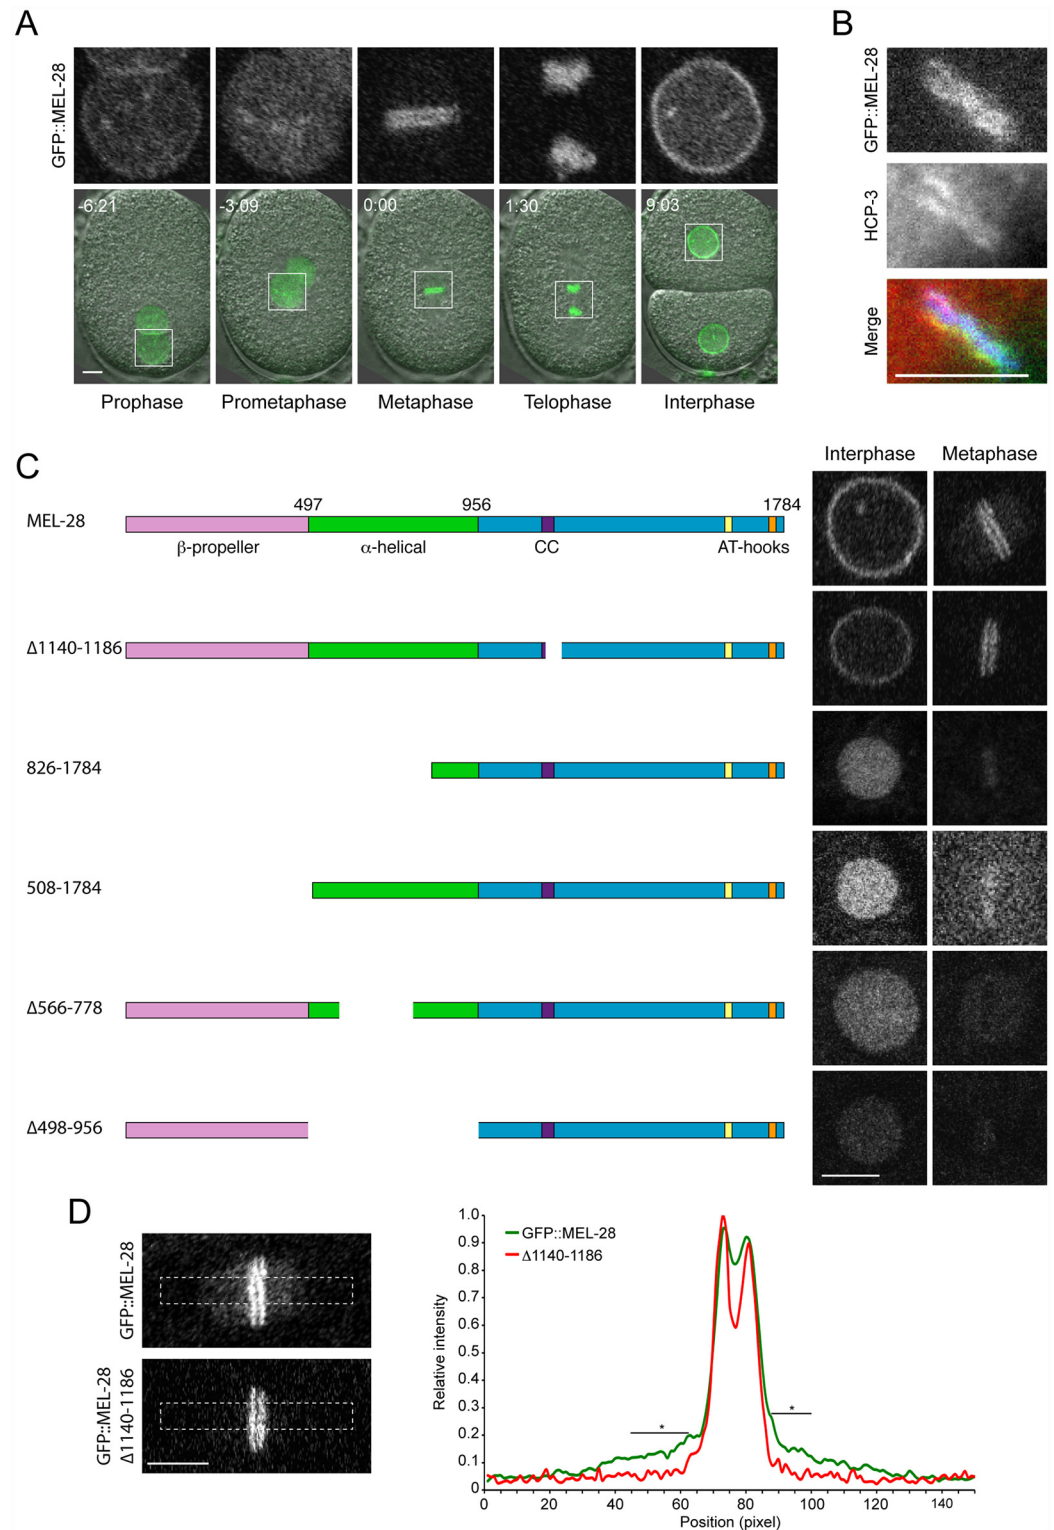 A
GFP::MEL-28
-6:21
-3:09
0:00
1:30
9:03
Prophase
Prometaphase
Metaphase
Telophase
Interphase
B
GFP::MEL-28
HCP-3
Merge
C
Interphase
Metaphase
497
956
1784
MEL-28
β-propeller
α-helical
CC
AT-hooks
Δ1140-1186
826-1784
508-1784
Δ566-778
Δ498-956
D
GFP::MEL-28
GFP::MEL-28
Δ1140-1186
Relative intensity
1.0
0.9
0.8
0.7
0.6
0.5
0.4
0.3
0.2
0.1
0
GFP::MEL-28
Δ1140-1186
*
*
0
20
40
60
80
100
120
140
Position (pixel)